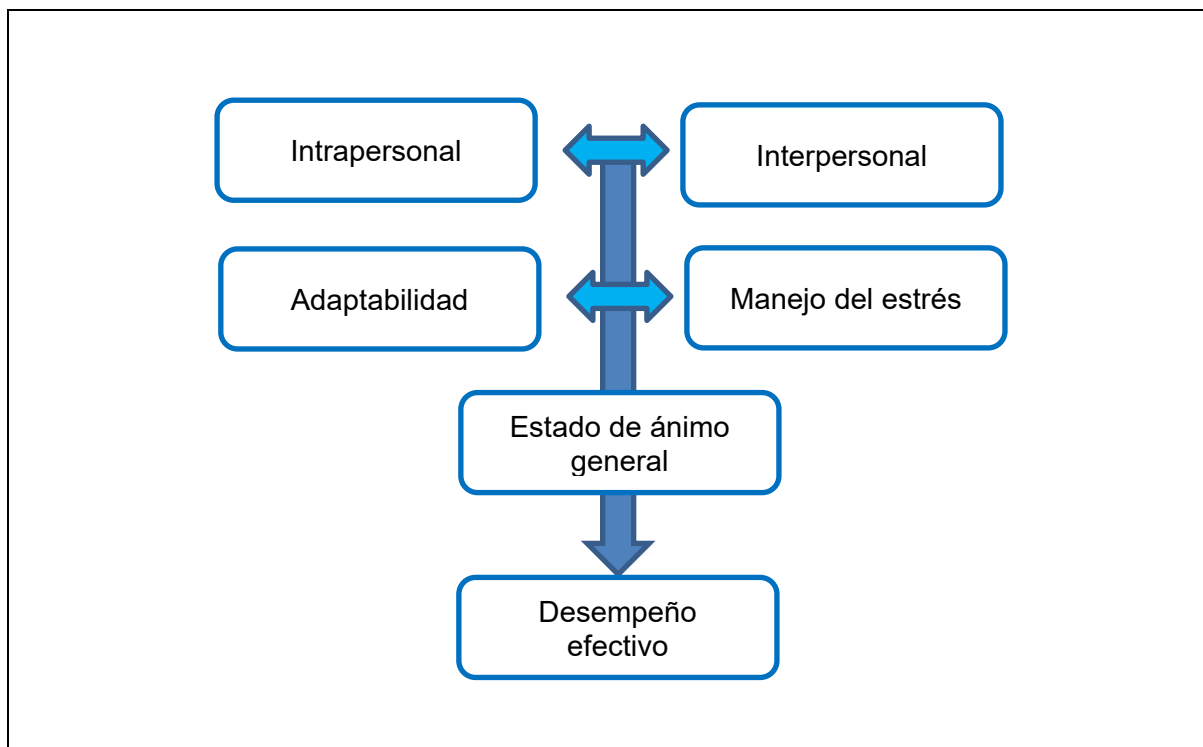 Intrapersonal
Interpersonal
Adaptabilidad
Manejo del estrés
Estado de ánimo
general
Desempeño
efectivo